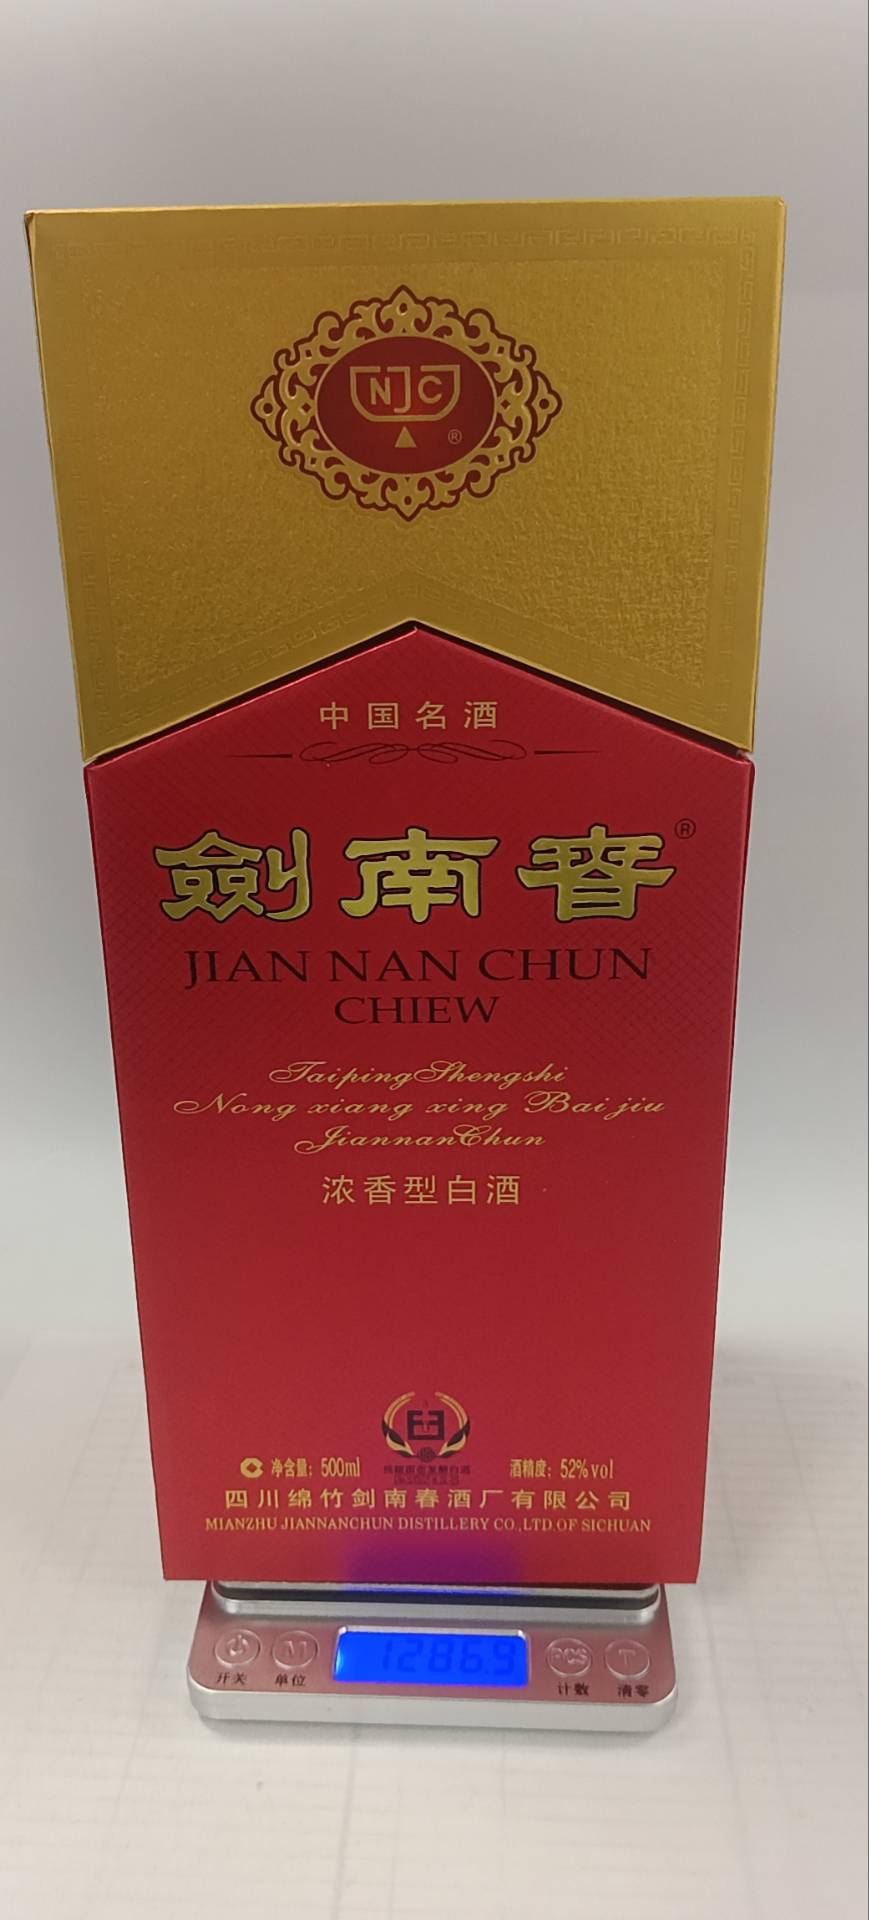 NJC
®
中国名酒
劍南春®
JIAN NAN CHUN
CHIEW
TaipingShengshi
Nong xiang xing Bai jiu
JiannanChun
浓香型白酒
净含量: 500ml 酒精度: 52%vol
四川绵竹剑南春酒厂有限公司
MIANZHU JIANNANCHUN DISTILLERY CO.,LTD.OF SICHUAN
M 1286.9 PCS T
开关 单位 计数 清零